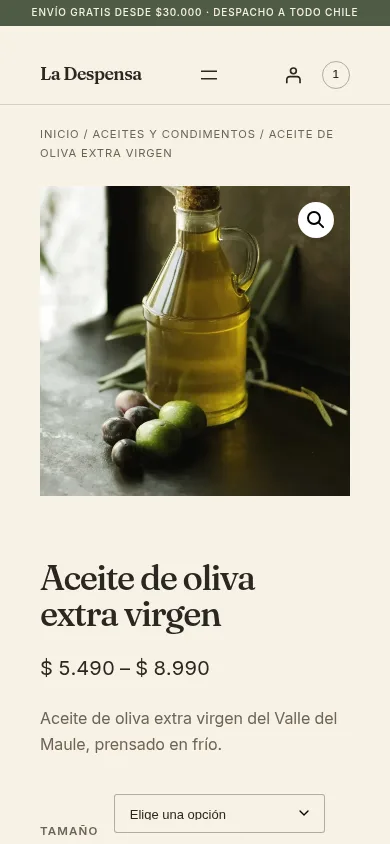 ENVÍO GRATIS DESDE $30.000 · DESPACHO A TODO CHILE
La Despensa
1
INICIO / ACEITES Y CONDIMENTOS / ACEITE DE
OLIVA EXTRA VIRGEN
Aceite de oliva
extra virgen
$ 5.490 – $ 8.990
Aceite de oliva extra virgen del Valle del
Maule, prensado en frío.
Elige una opción
TAMAÑO